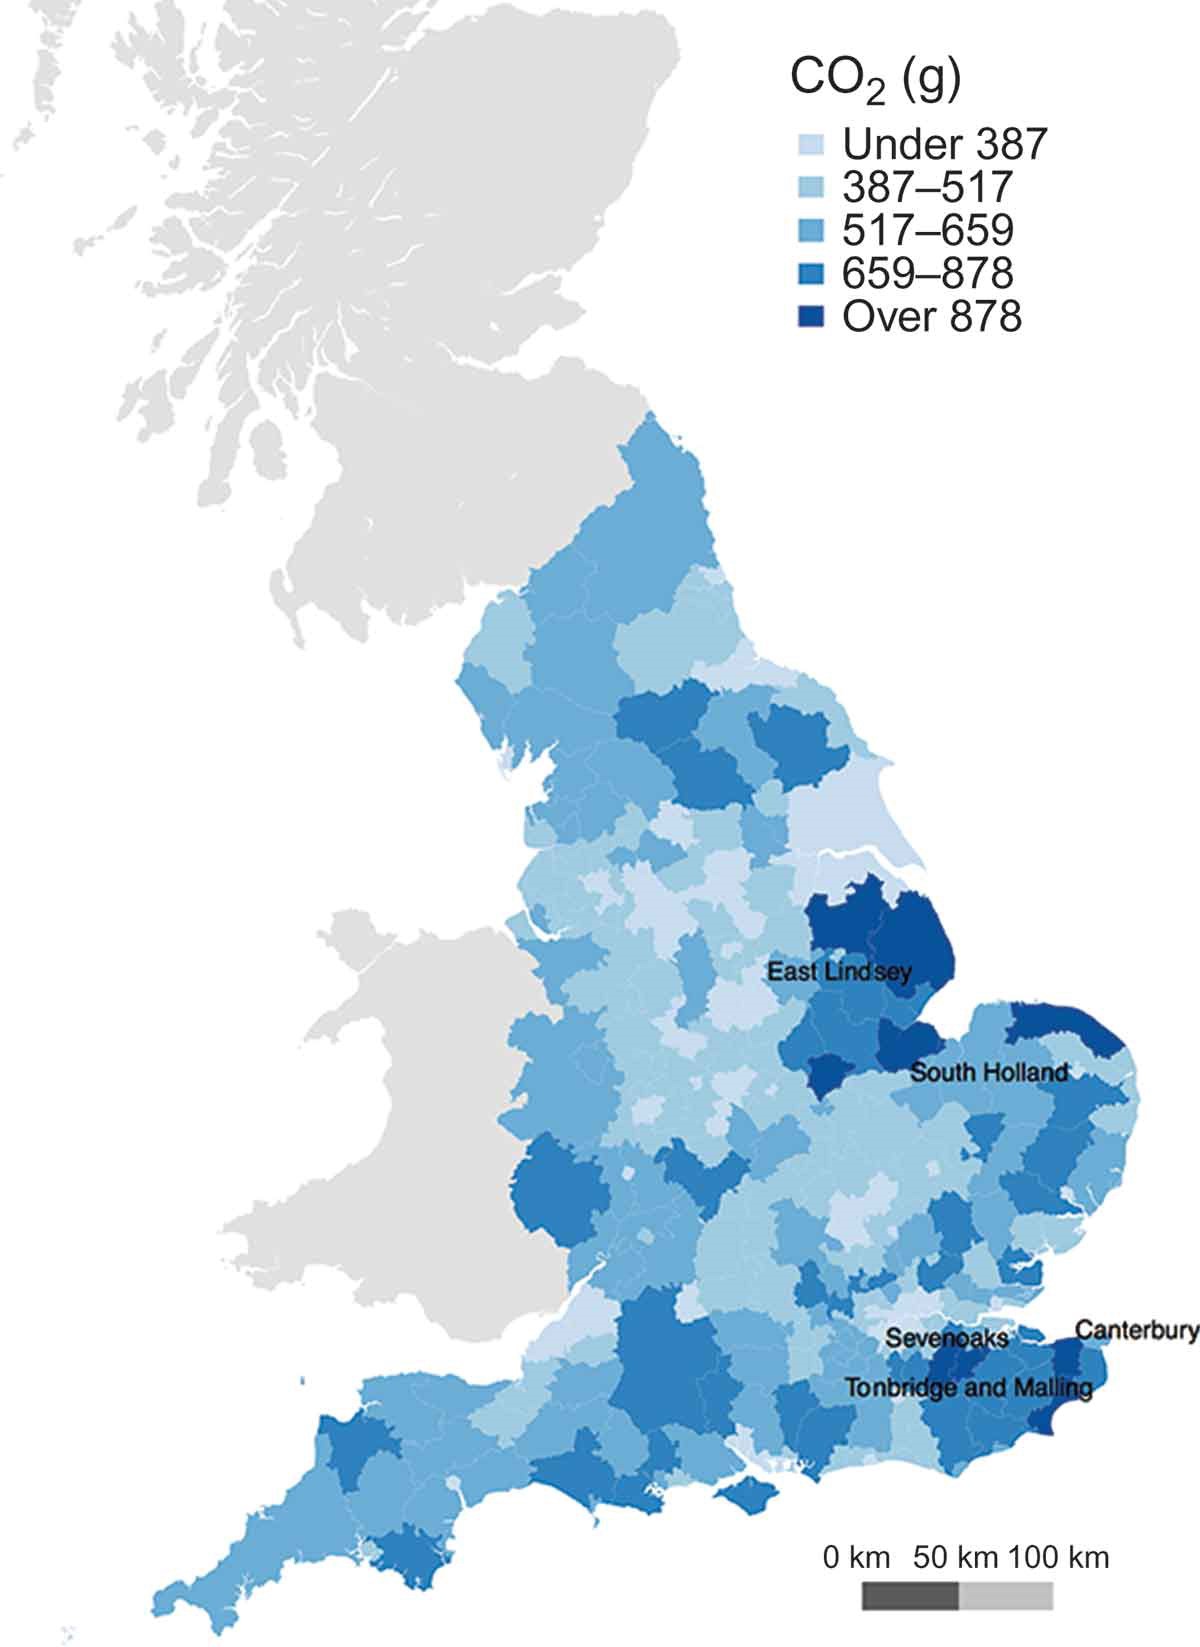 CO₂ (g)
Under 387
387–517
517–659
659–878
Over 878
East Lindsey
South Holland
Canterbury
Sevenoaks
Tonbridge and Malling
0 km 50 km 100 km